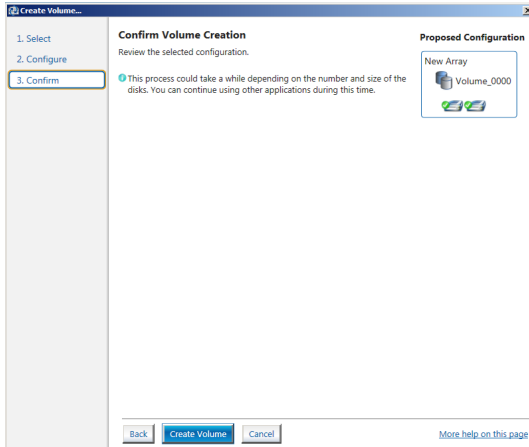 Create Volume...
1. Select
2. Configure
3. Confirm
Confirm Volume Creation
Review the selected configuration.
This process could take a while depending on the number and size of the
disks. You can continue using other applications during this time.
Proposed Configuration
New Array
Volume_0000
Back
Create Volume
Cancel
More help on this page